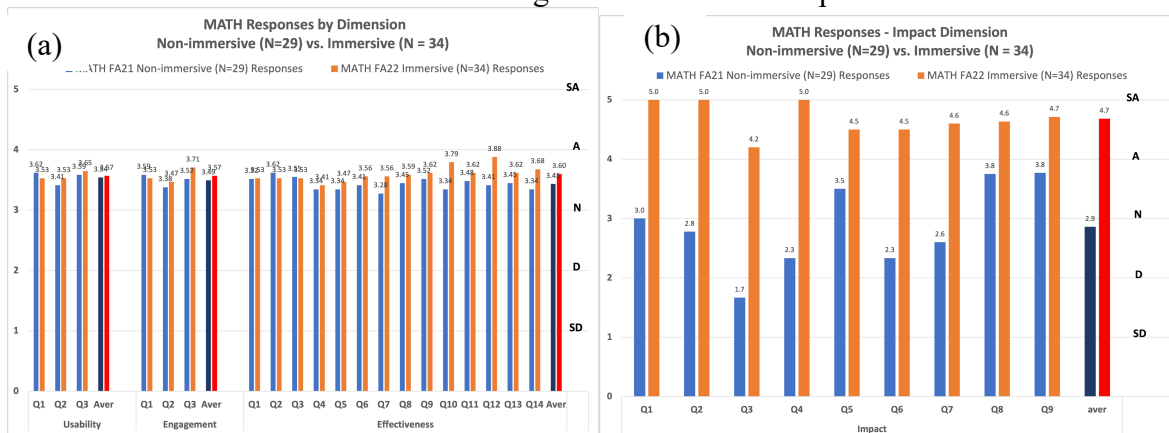 (a)
MATH Responses by Dimension
Non-immersive (N=29) vs. Immersive (N = 34)
MATH FA21 Non-immersive (N=29) Responses MATH FA22 Immersive (N=34) Responses
5
4
3
2
1
0
SA
A
N
D
SD
3.62 3.53 3.41 3.53 3.59 3.65 3.54 3.57
3.59 3.53 3.38 3.47 3.52 3.71 3.49 3.57
3.52 3.53 3.62 3.53 3.55 3.53 3.34 3.41 3.34 3.47 3.41 3.56 3.28 3.56 3.45 3.59 3.52 3.62 3.34 3.79 3.48 3.62 3.41 3.88 3.45 3.62 3.34 3.68 3.60
Q1 Q2 Q3 Aver Q1 Q2 Q3 Aver Q1 Q2 Q3 Q4 Q5 Q6 Q7 Q8 Q9 Q10 Q11 Q12 Q13 Q14 Aver
Usability Engagement Effectiveness
(b)
MATH Responses - Impact Dimension
Non-immersive (N=29) vs. Immersive (N = 34)
MATH FA21 Non-immersive (N=29) Responses MATH FA22 Immersive (N=34) Responses
5
4
3
2
1
0
SA
A
N
D
SD
3.0 5.0 2.8 5.0 1.7 4.2 2.3 5.0 3.5 4.5 2.3 4.5 2.6 4.6 3.8 4.6 3.8 4.7 2.9 4.7
Q1 Q2 Q3 Q4 Q5 Q6 Q7 Q8 Q9 aver
Impact